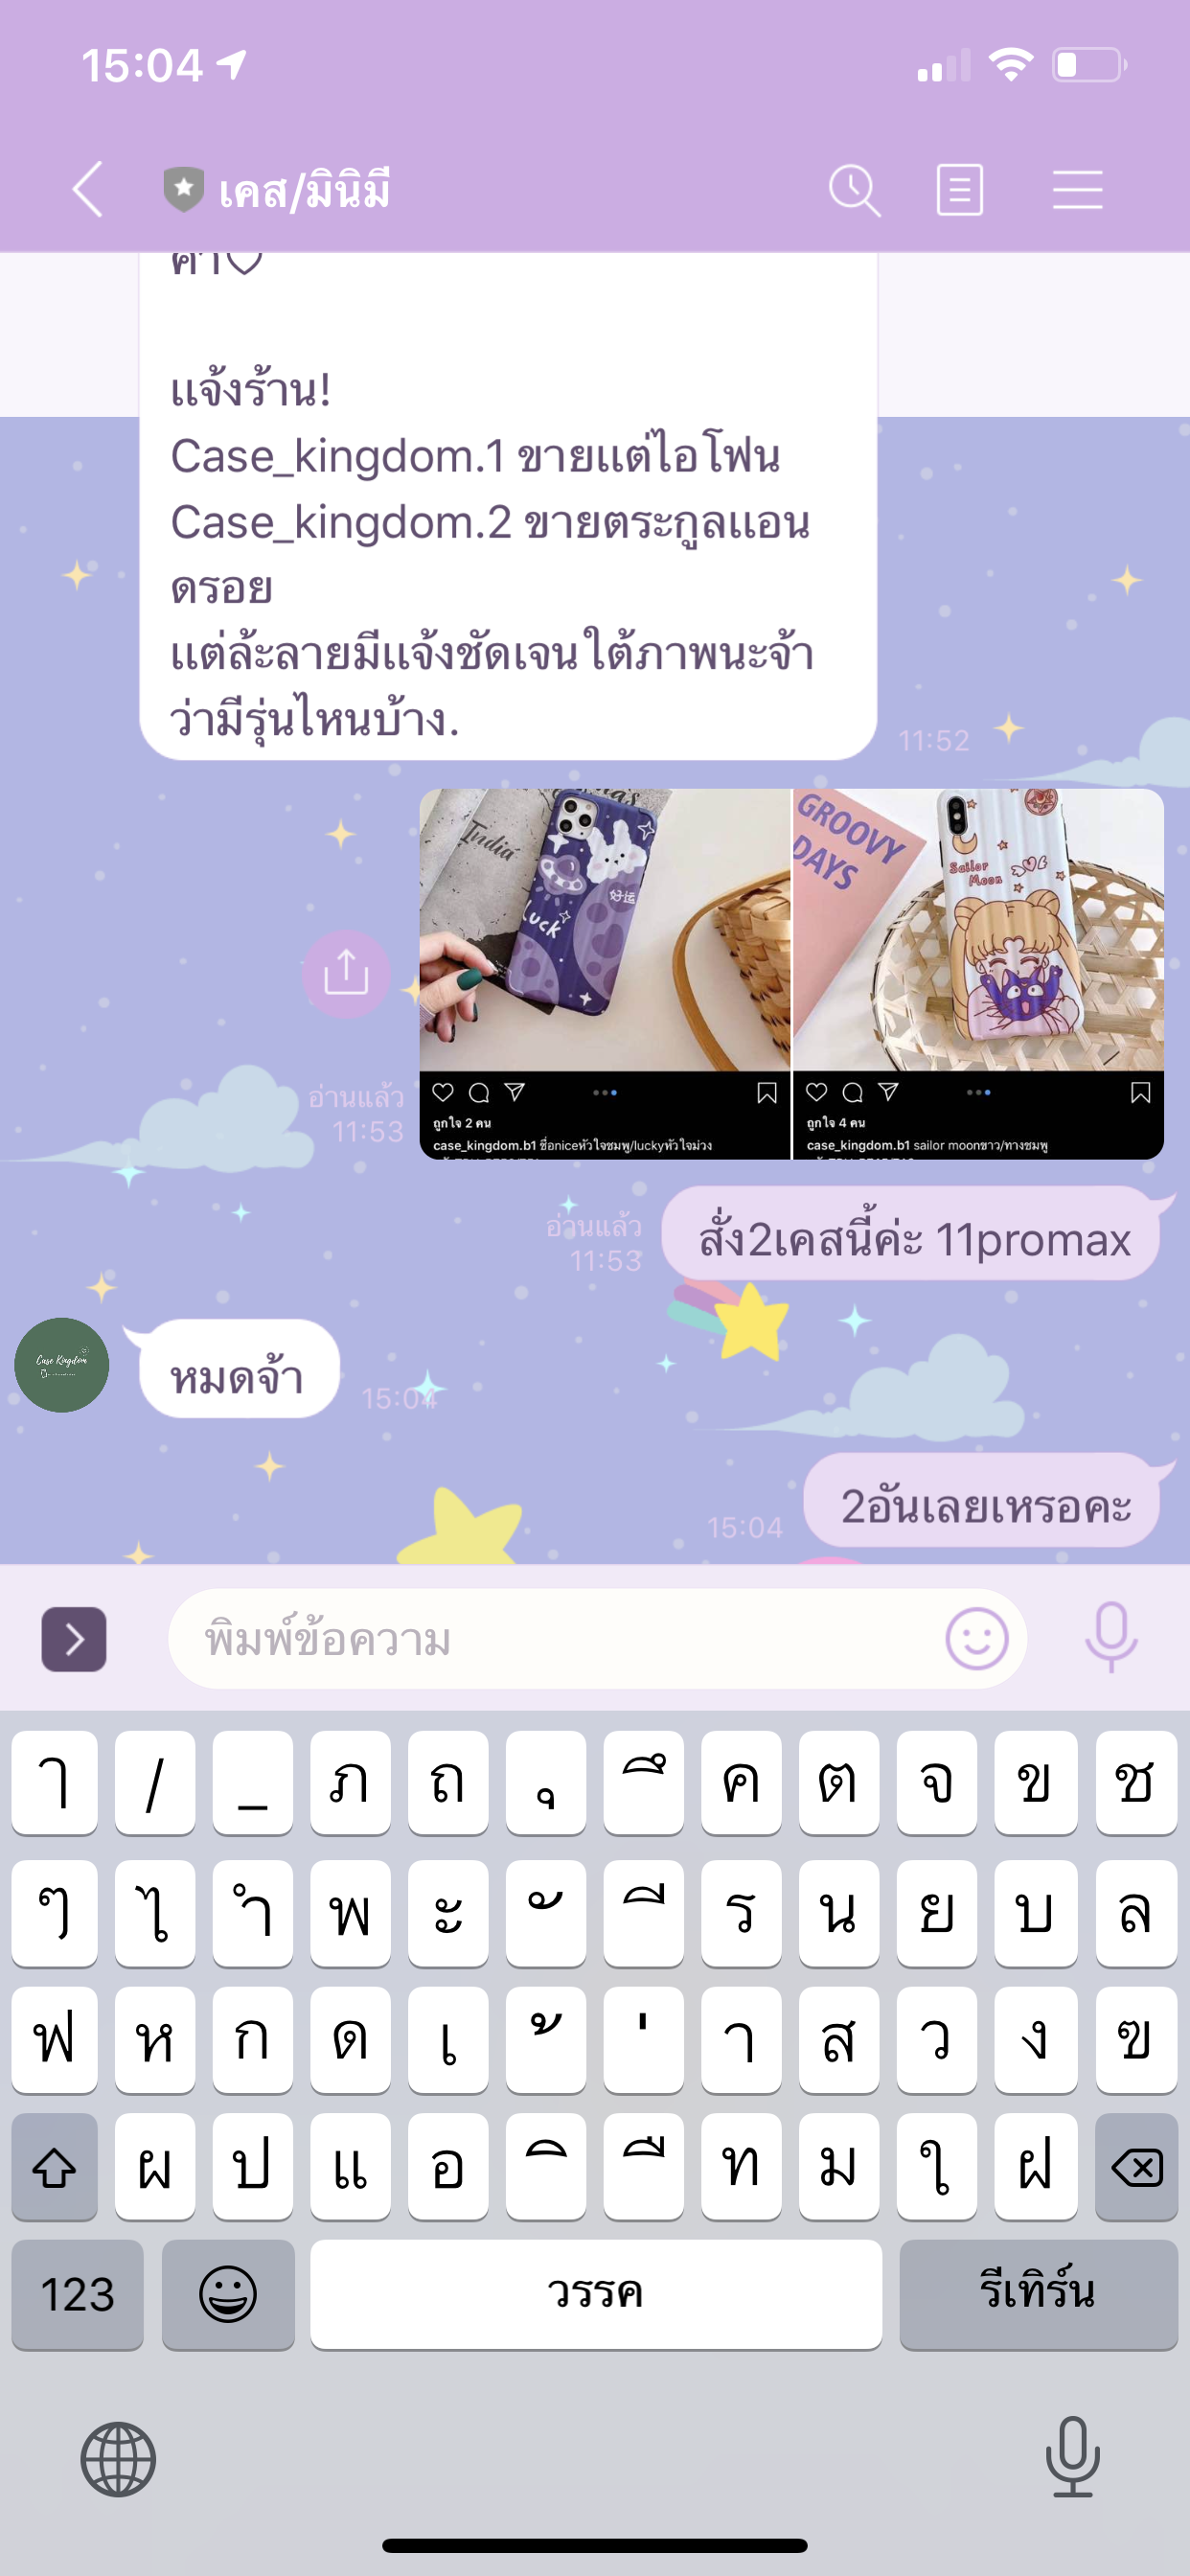 15:04
เคส/มินิมี
ค่า♡
แจ้งร้าน!
Case_kingdom.1 ขายแต่ไอโฟน
Case_kingdom.2 ขายตระกูลแอน
ดรอย
แต่ล้ะลายมีแจ้งชัดเจนใต้ภาพนะจ้า
ว่ามีรุ่นไหนบ้าง.
11:52
India
Luck
好运
GROOVY
DAYS
Sailor
Moon
ถูกใจ 2 คน
case_kingdom.b1 ชื่อniceหัวใจชมพู/luckyหัวใจม่วง
ถูกใจ 4 คน
case_kingdom.b1 sailor moonขาว/ทางชมพู
อ่านแล้ว
11:53
สั่ง2เคสนี้ค่ะ 11promax
อ่านแล้ว
11:53
Case Kingdom
หมดจ้า
15:04
2อันเลยเหรอคะ
15:04
พิมพ์ข้อความ
ๅ / _ ภ ถ ุ ึ ค ต จ ข ช
ๆ ไ ำ พ ะ ั ี ร น ย บ ล
ฟ ห ก ด เ ้ ่ า ส ว ง ฃ
ผ ป แ อ ิ ื ท ม ใ ฝ
123 วรรค รีเทิร์น